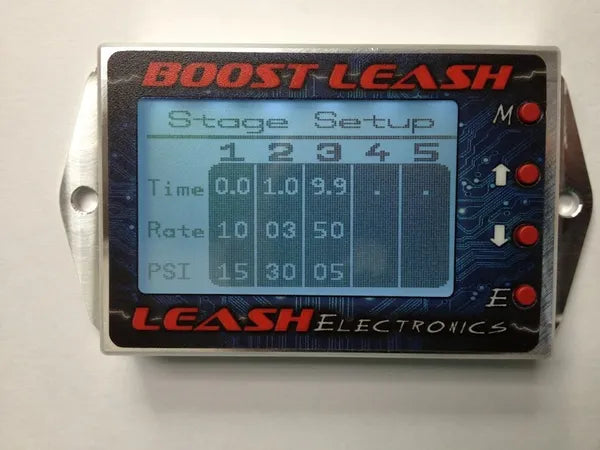 BOOST LEASH
Stage Setup
1 2 3 4 5
Time 0.0 1.0 9.9 . .
Rate 10 03 50
PSI 15 30 05
M
E
LEASH ELECTRONICS